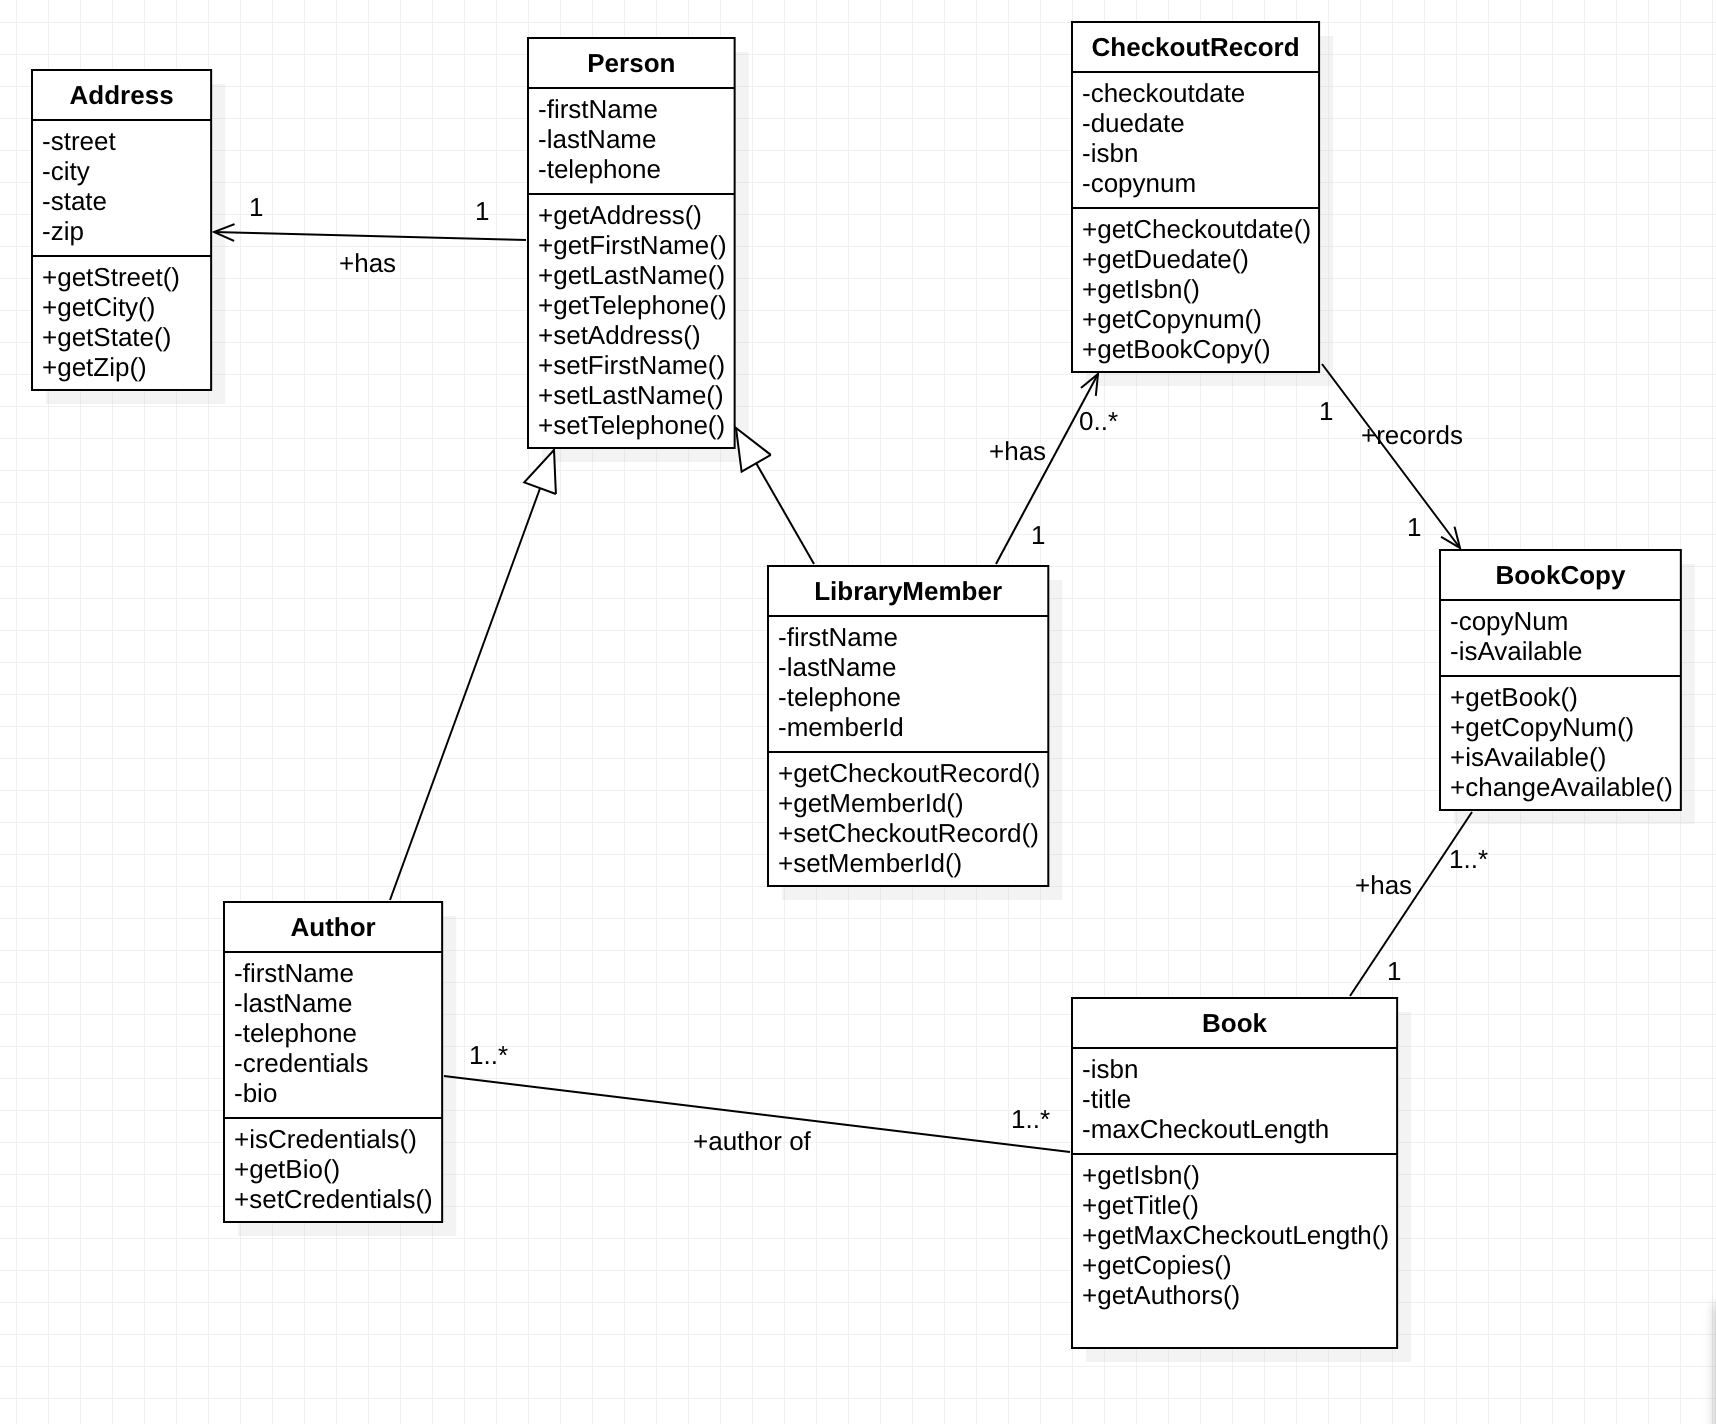 Address
-street
-city
-state
-zip
+getStreet()
+getCity()
+getState()
+getZip()
1
1
+has
Person
-firstName
-lastName
-telephone
+getAddress()
+getFirstName()
+getLastName()
+getTelephone()
+setAddress()
+setFirstName()
+setLastName()
+setTelephone()
CheckoutRecord
-checkoutdate
-duedate
-isbn
-copynum
+getCheckoutdate()
+getDuedate()
+getIsbn()
+getCopynum()
+getBookCopy()
0..*
+has
1
1
+records
1
LibraryMember
-firstName
-lastName
-telephone
-memberId
+getCheckoutRecord()
+getMemberId()
+setCheckoutRecord()
+setMemberId()
BookCopy
-copyNum
-isAvailable
+getBook()
+getCopyNum()
+isAvailable()
+changeAvailable()
1..*
+has
1
Author
-firstName
-lastName
-telephone
-credentials
-bio
+isCredentials()
+getBio()
+setCredentials()
1..*
1..*
+author of
Book
-isbn
-title
-maxCheckoutLength
+getIsbn()
+getTitle()
+getMaxCheckoutLength()
+getCopies()
+getAuthors()